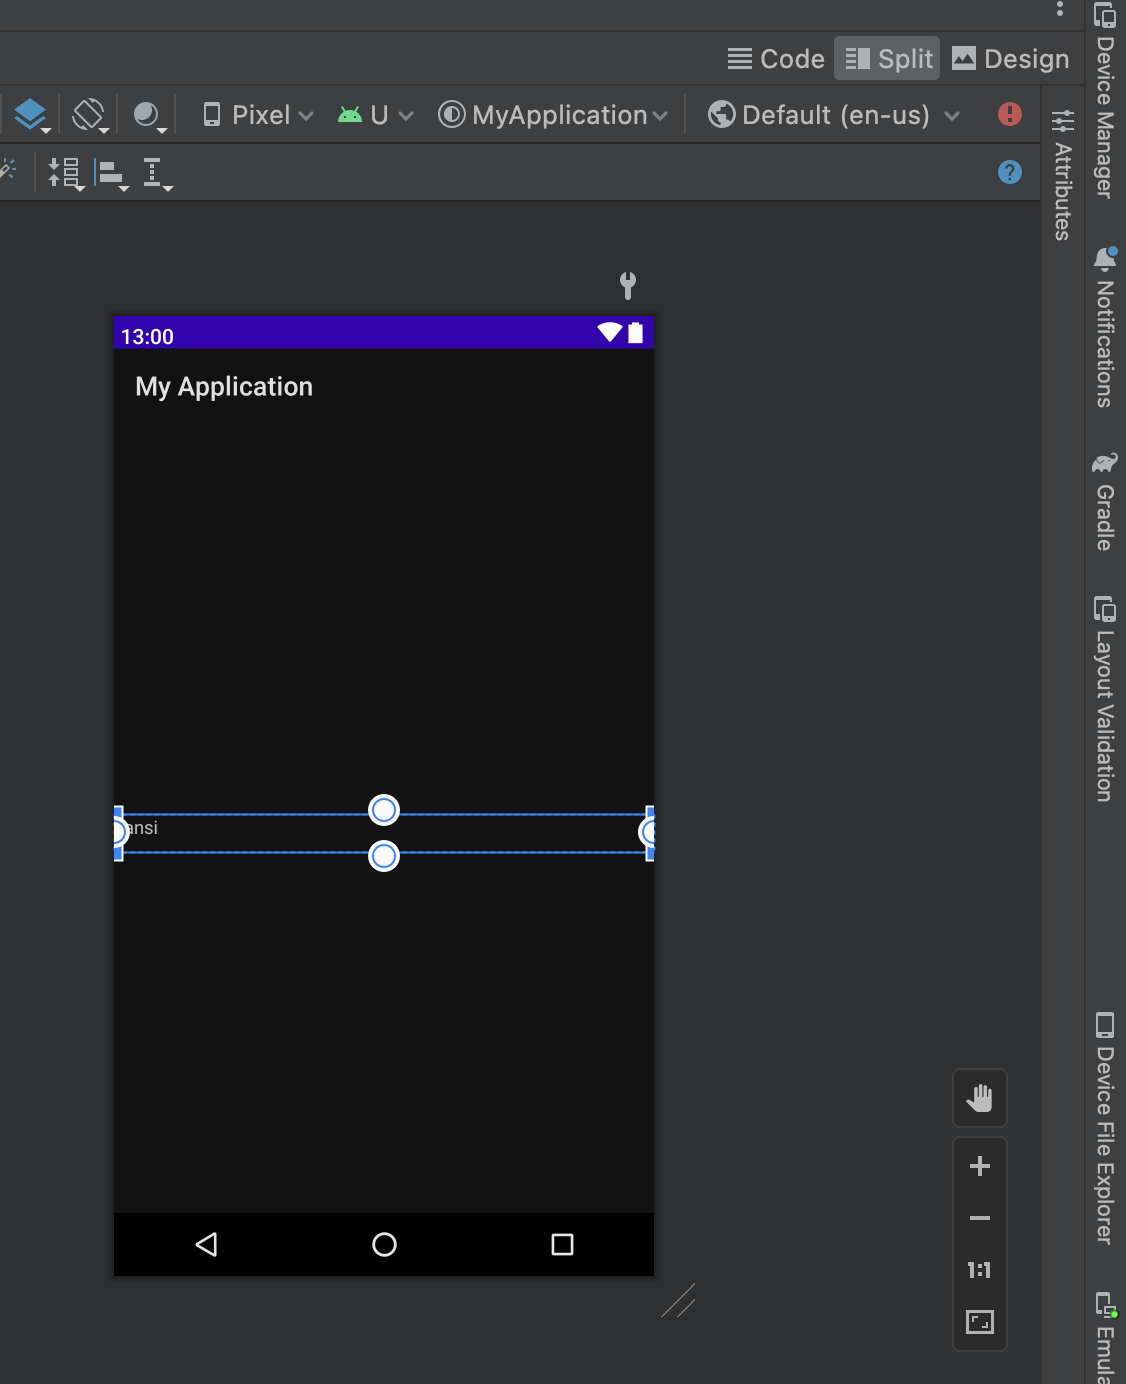 Code Split Design
Pixel U MyApplication Default (en-us)
13:00
My Application
ansi
1:1
Attributes
Device Manager
Notifications
Gradle
Layout Validation
Device File Explorer
Emula